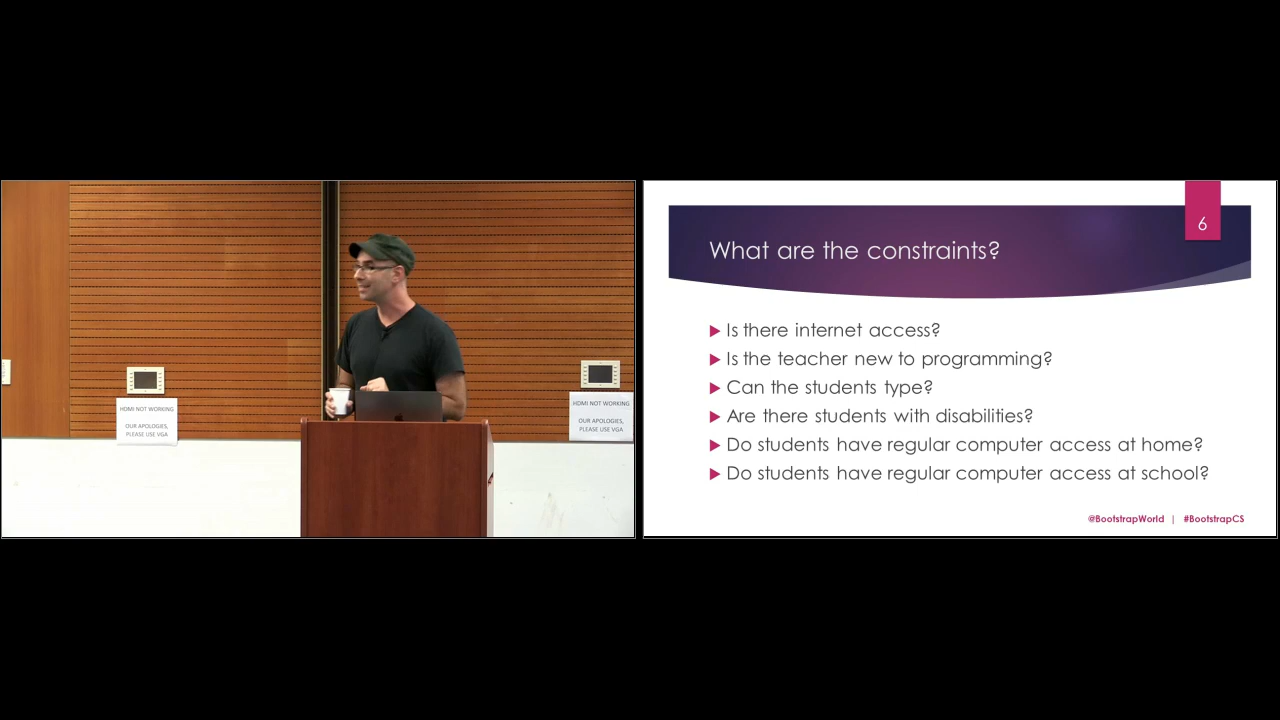 HDMI NOT WORKING
OUR APOLOGIES,
PLEASE USE VGA
HDMI NOT WORKING
OUR APOLOGIES,
PLEASE USE VGA
6
What are the constraints?
Is there internet access?
Is the teacher new to programming?
Can the students type?
Are there students with disabilities?
Do students have regular computer access at home?
Do students have regular computer access at school?
@BootstrapWorld | #BootstrapCS